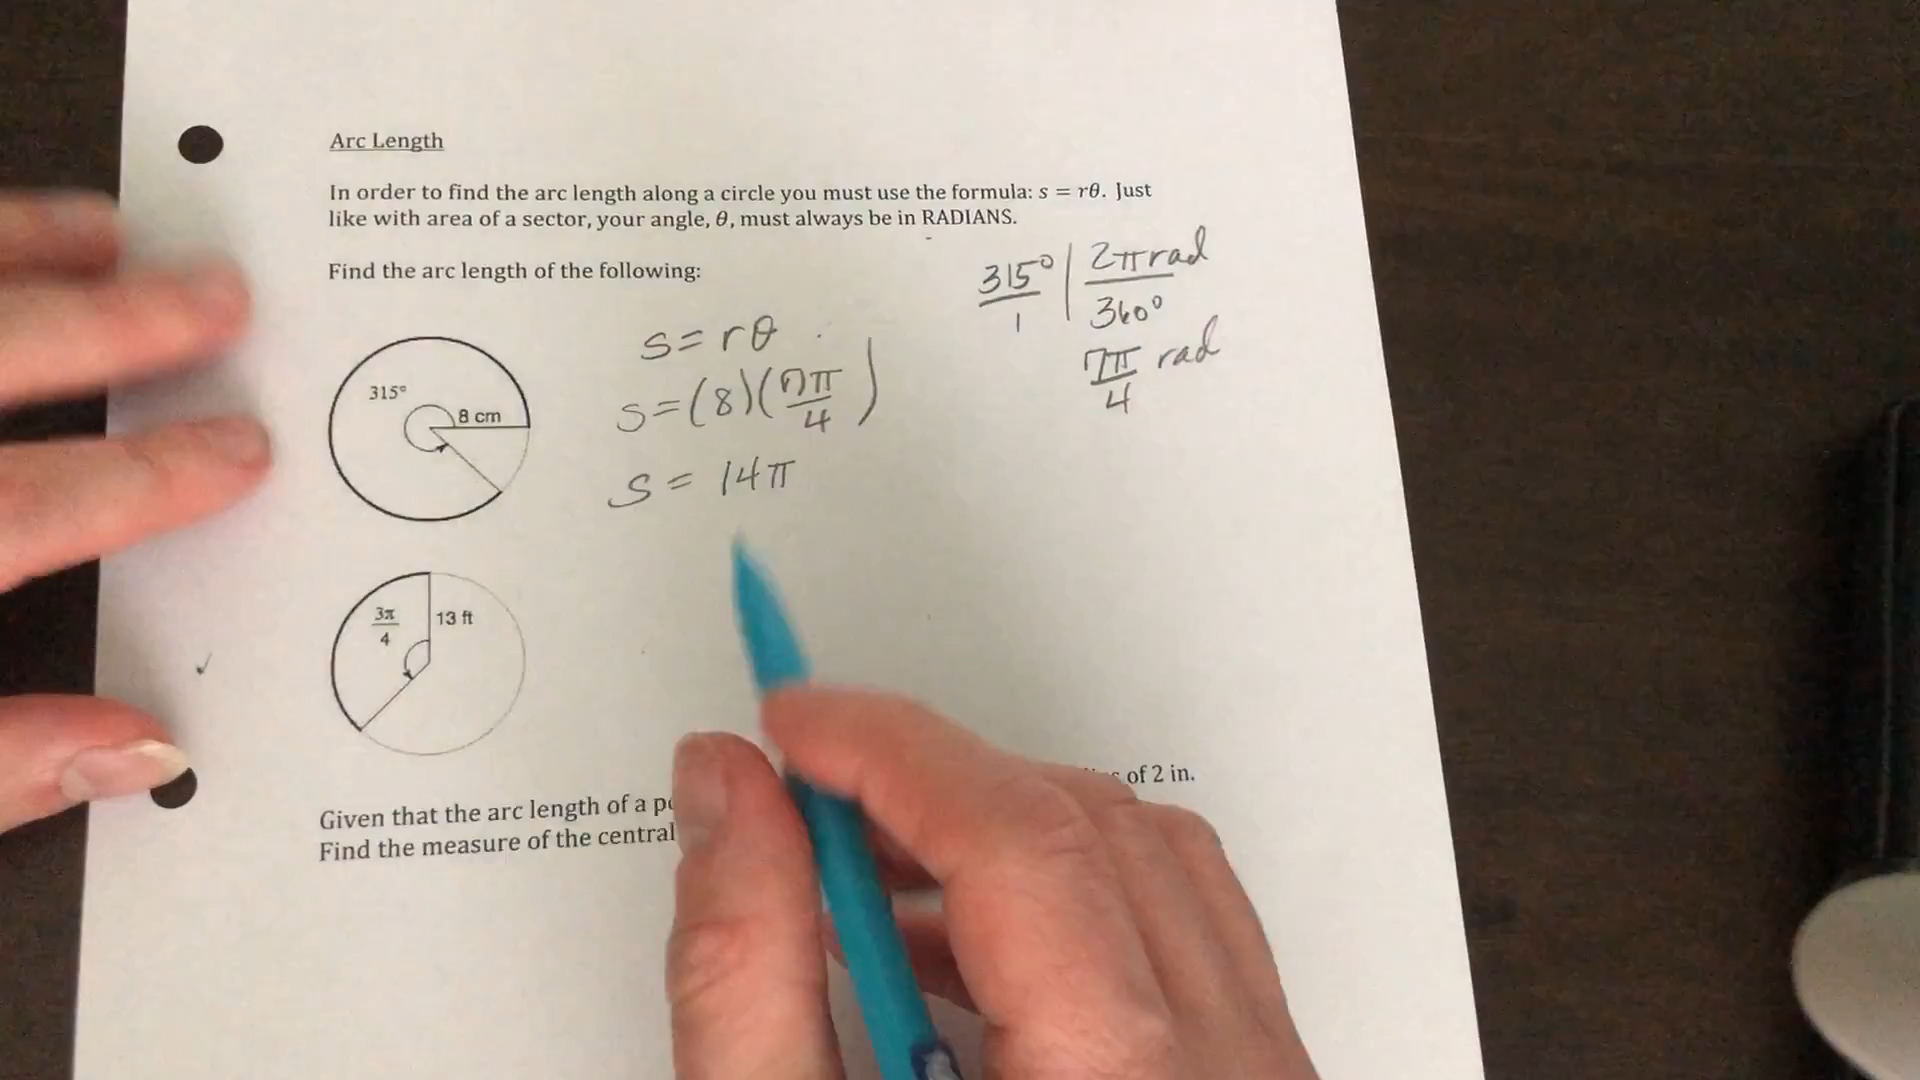 Arc Length
In order to find the arc length along a circle you must use the formula: s = rθ. Just
like with area of a sector, your angle, θ, must always be in RADIANS.
Find the arc length of the following:
315° | 2π rad
1 | 360°
7π/4 rad
315°
8 cm
s = rθ
s = (8)(7π/4)
s = 14π
3π/4
13 ft
Given that the arc length of a of 2 in.
Find the measure of the central